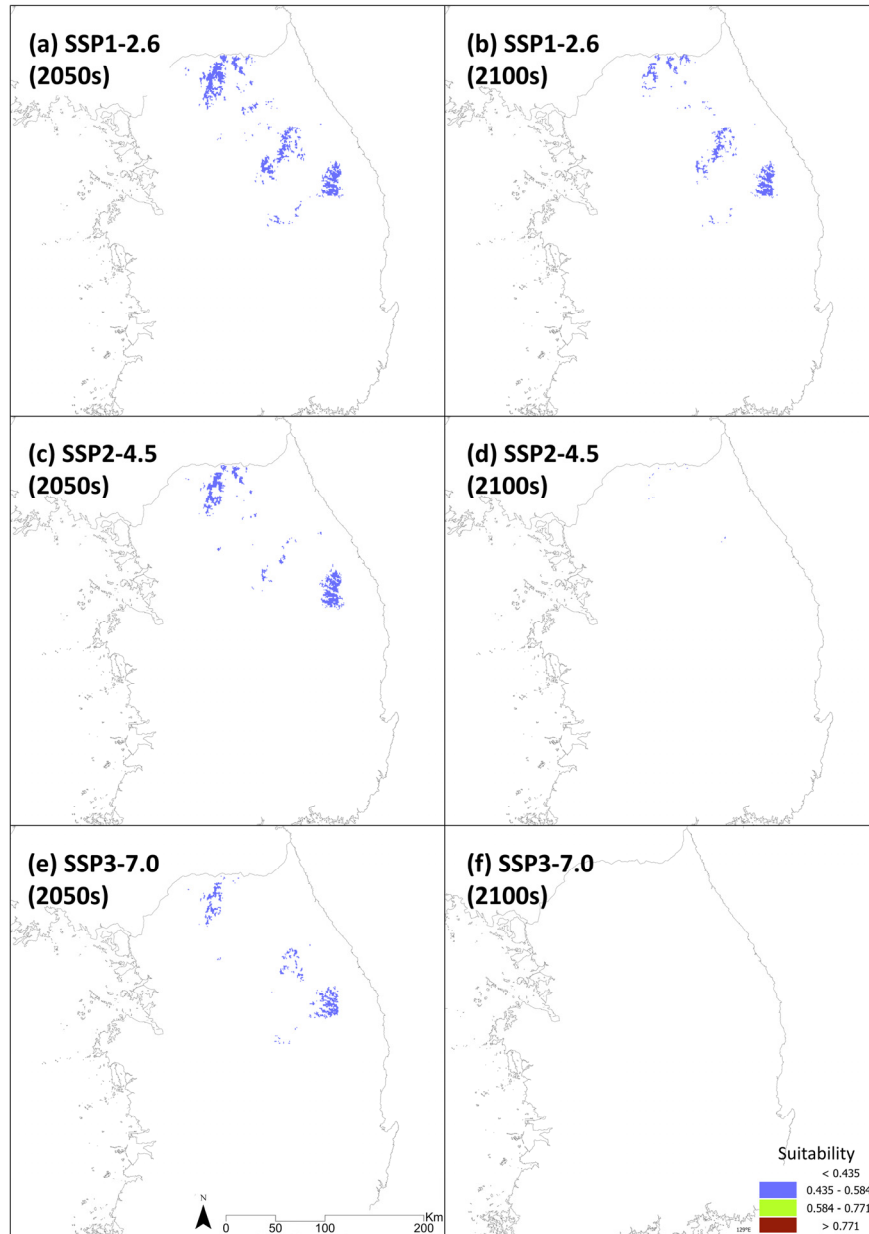 (a) SSP1-2.6
(2050s)
(b) SSP1-2.6
(2100s)
(c) SSP2-4.5
(2050s)
(d) SSP2-4.5
(2100s)
(e) SSP3-7.0
(2050s)
(f) SSP3-7.0
(2100s)
N
Km
0 50 100 200
Suitability
< 0.435
0.435 - 0.584
0.584 - 0.771
> 0.771
129°E